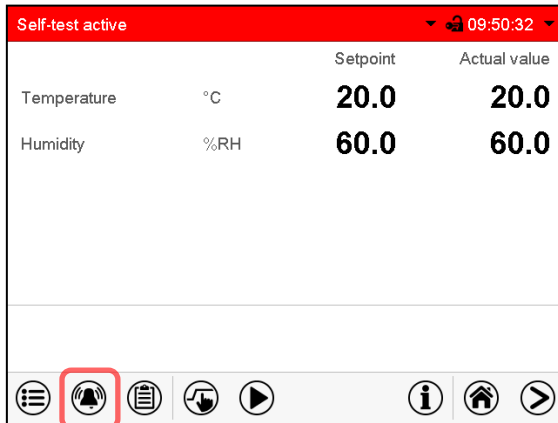 Self-test active 09:50:32
Setpoint Actual value
Temperature °C 20.0 20.0
Humidity %RH 60.0 60.0